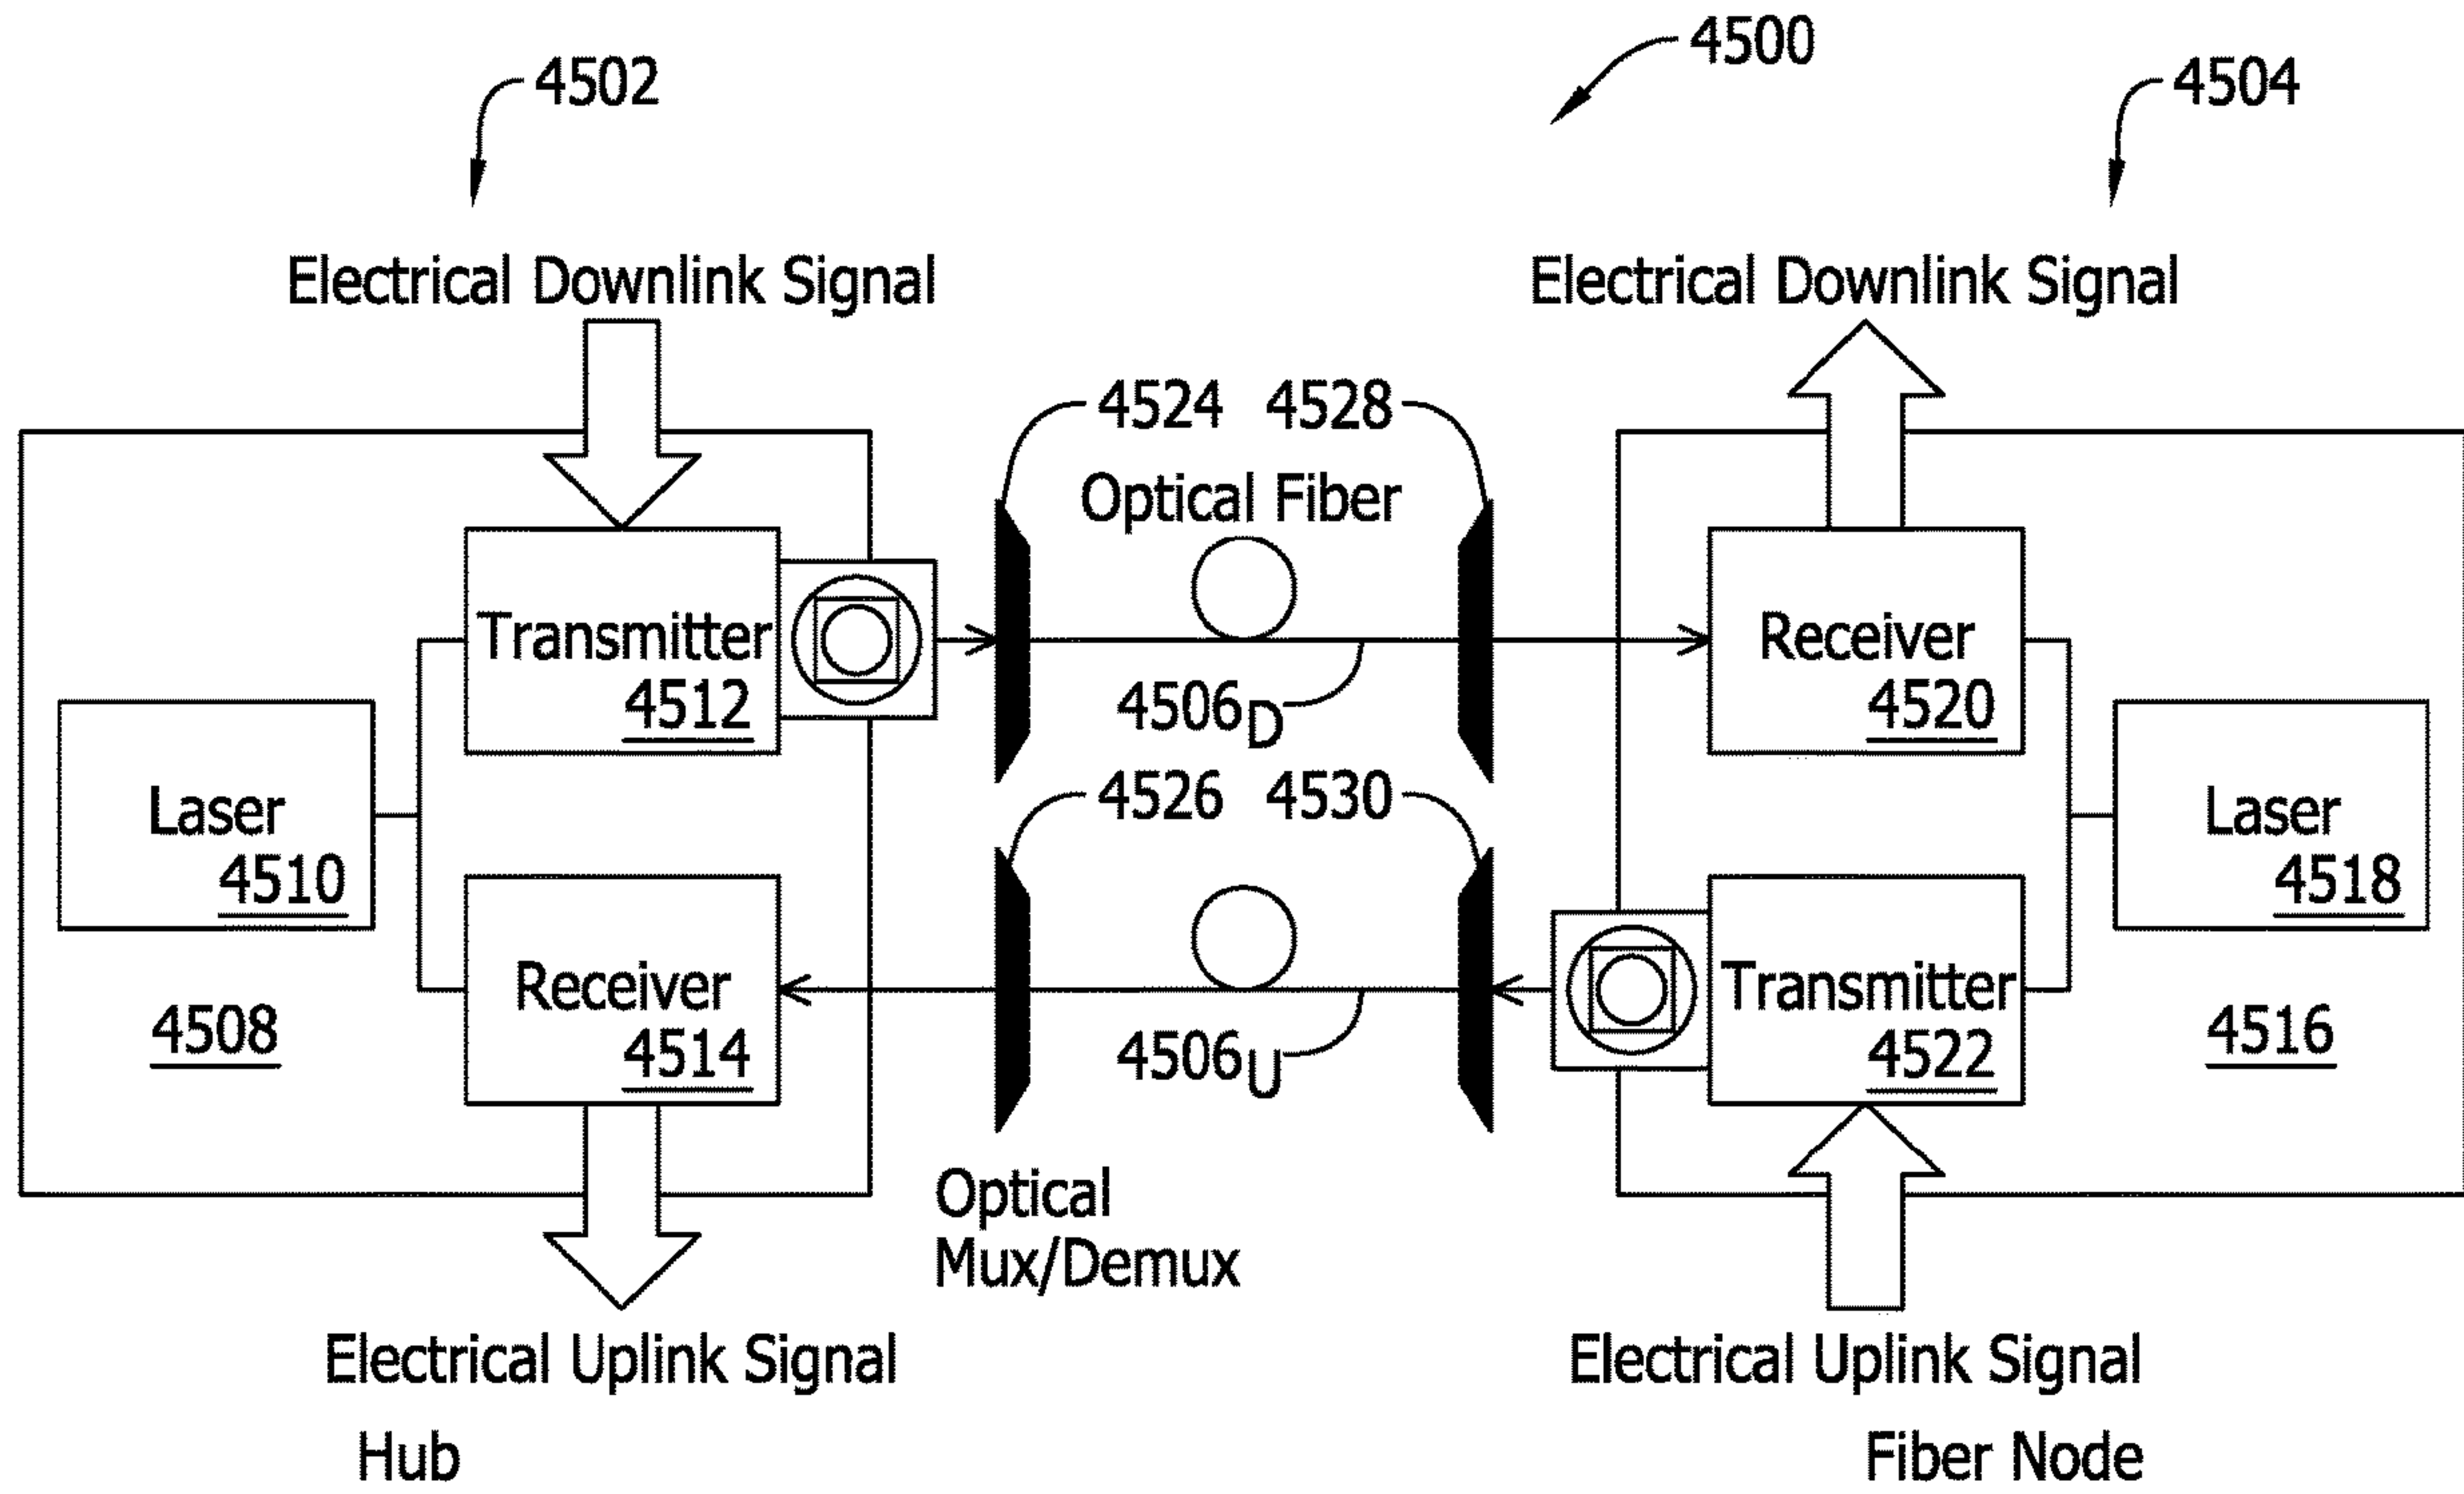 4500
4502
4504
Electrical Downlink Signal
Electrical Downlink Signal
4524
4528
Optical Fiber
Transmitter
4512
Receiver
4520
4506D
4526
4530
Laser
4510
Laser
4518
Receiver
4514
Transmitter
4522
4508
4506U
4516
Optical
Mux/Demux
Electrical Uplink Signal
Electrical Uplink Signal
Hub
Fiber Node